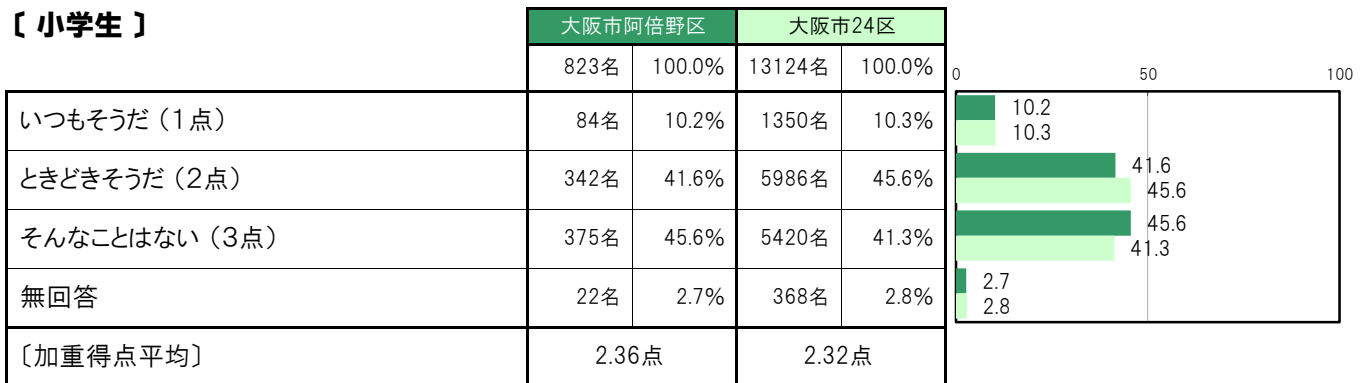 〔 小学生 〕
大阪市阿倍野区 大阪市24区
823名 100.0% 13124名 100.0%
0 50 100
いつもそうだ（1点） 84名 10.2% 1350名 10.3%
10.2
10.3
ときどきそうだ（2点） 342名 41.6% 5986名 45.6%
41.6
45.6
そんなことはない（3点） 375名 45.6% 5420名 41.3%
45.6
41.3
無回答 22名 2.7% 368名 2.8%
2.7
2.8
〔加重得点平均〕 2.36点 2.32点